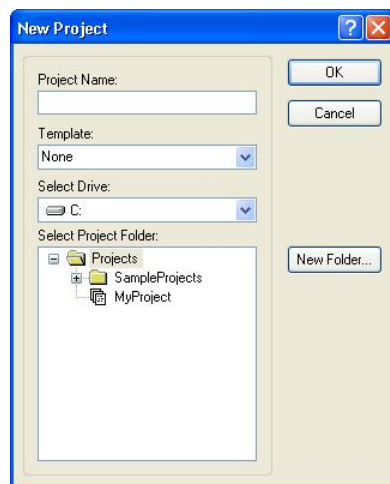 New Project
Project Name:
OK
Cancel
Template:
None
Select Drive:
C:
Select Project Folder:
Projects
SampleProjects
MyProject
New Folder...